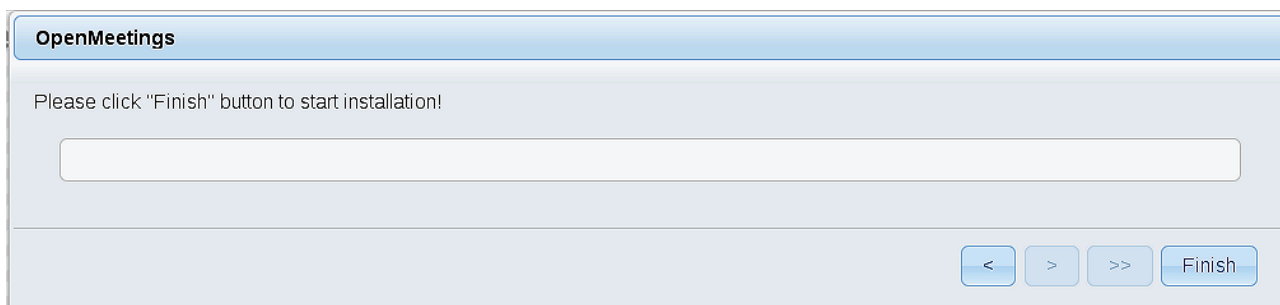 OpenMeetings
Please click "Finish" button to start installation!
< > >> Finish